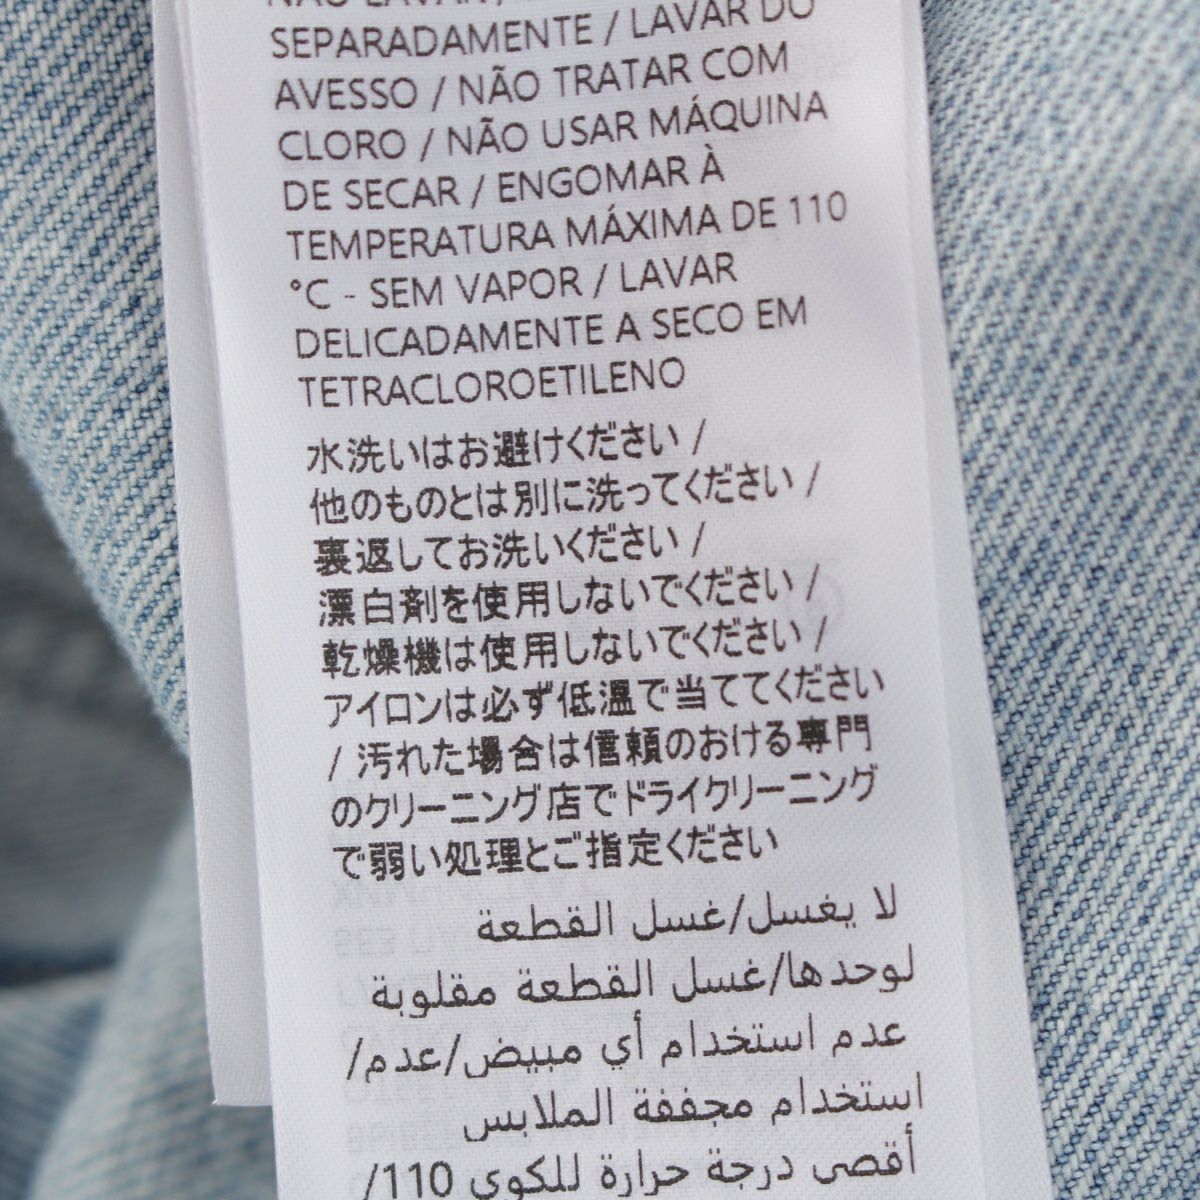 NÃO LAVAR /
SEPARADAMENTE / LAVAR DO
AVESSO / NÃO TRATAR COM
CLORO / NÃO USAR MÁQUINA
DE SECAR / ENGOMAR À
TEMPERATURA MÁXIMA DE 110
°C - SEM VAPOR / LAVAR
DELICADAMENTE A SECO EM
TETRACLOROETILENO
水洗いはお避けください /
他のものとは別に洗ってください /
裏返してお洗いください /
漂白剤を使用しないでください /
乾燥機は使用しないでください /
アイロンは必ず低温で当ててください
/ 汚れた場合は信頼のおける専門
のクリーニング店でドライクリーニング
で弱い処理とご指定ください
لا يغسل/غسل القطعة
لوحدها/غسل القطعة مقلوبة
عدم استخدام أي مبيض/عدم/
استخدام مجففة الملابس
أقصى درجة حرارة للكوي 110/